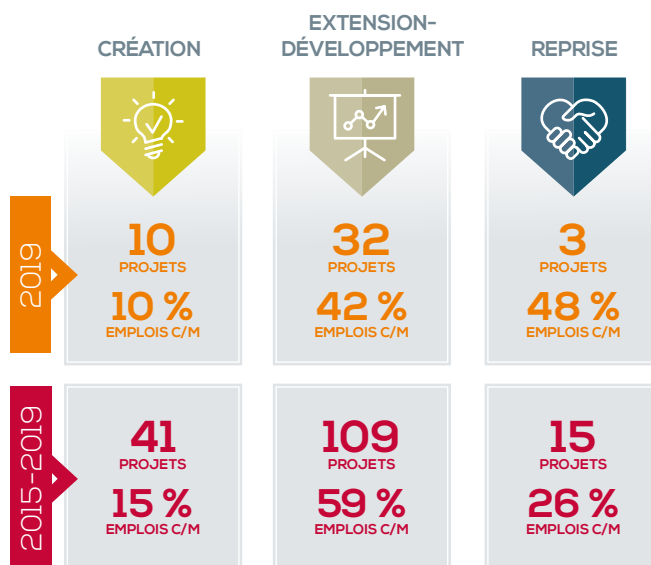 CRÉATION
EXTENSION-
DÉVELOPPEMENT
REPRISE
2019
10
PROJETS
10 %
EMPLOIS C/M
32
PROJETS
42 %
EMPLOIS C/M
3
PROJETS
48 %
EMPLOIS C/M
2015-2019
41
PROJETS
15 %
EMPLOIS C/M
109
PROJETS
59 %
EMPLOIS C/M
15
PROJETS
26 %
EMPLOIS C/M